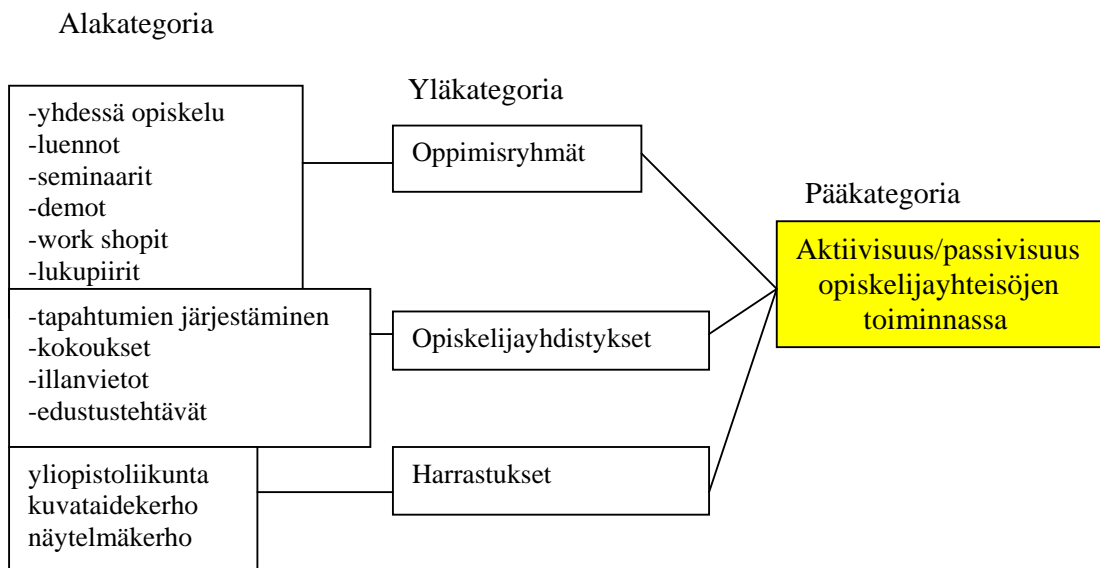 Alakategoria
-yhdessä opiskelu
-luennot
-seminaarit
-demot
-work shopit
-lukupiirit
-tapahtumien järjestäminen
-kokoukset
-illanvietot
-edustustehtävät
yliopistoliikunta
kuvataidekerho
näytelmäkerho
Yläkategoria
Oppimisryhmät
Opiskelijayhdistykset
Harrastukset
Pääkategoria
Aktiivisuus/passivisuus
opiskelijayhteisöjen
toiminnassa